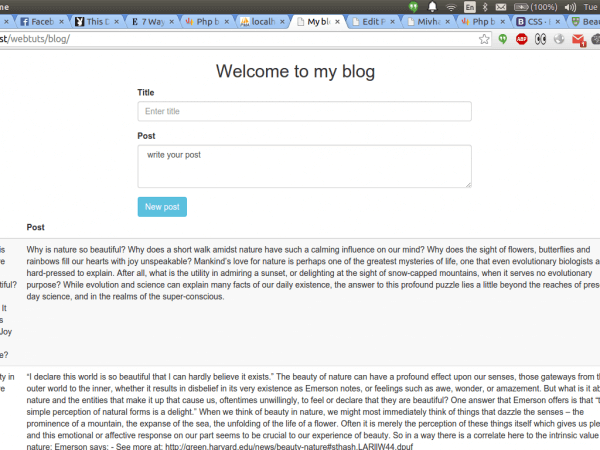 me
En (100%) Tue
Faceb This D 7 Way Php b localh My blo Edit P Mivha Php b CSS · Beau
st/webtuts/blog/
Welcome to my blog
Title
Enter title
Post
write your post
New post
Post
is Why is nature so beautiful? Why does a short walk amidst nature have such a calming influence on our mind? Why does the sight of flowers, butterflies and
re rainbows fill our hearts with joy unspeakable? Mankind's love for nature is perhaps one of the greatest mysteries of life, one that even evolutionary biologists a
hard-pressed to explain. After all, what is the utility in admiring a sunset, or delighting at the sight of snow-capped mountains, when it serves no evolutionary
tiful? purpose? While evolution and science can explain many facts of our daily existence, the answer to this profound puzzle lies a little beyond the reaches of pres
day science, and in the realms of the super-conscious.
It
s
Joy
e?
ty in “I declare this world is so beautiful that I can hardly believe it exists.” The beauty of nature can have a profound effect upon our senses, those gateways from th
re outer world to the inner, whether it results in disbelief in its very existence as Emerson notes, or feelings such as awe, wonder, or amazement. But what is it ab
nature and the entities that make it up that cause us, oftentimes unwillingly, to feel or declare that they are beautiful? One answer that Emerson offers is that “t
simple perception of natural forms is a delight.” When we think of beauty in nature, we might most immediately think of things that dazzle the senses – the
prominence of a mountain, the expanse of the sea, the unfolding of the life of a flower. Often it is merely the perception of these things itself which gives us ple
and this emotional or affective response on our part seems to be crucial to our experience of beauty. So in a way there is a correlate here to the intrinsic value
nature; Emerson says: - See more at: http://green.harvard.edu/news/beauty-nature#sthash.LARllW44.dpuf